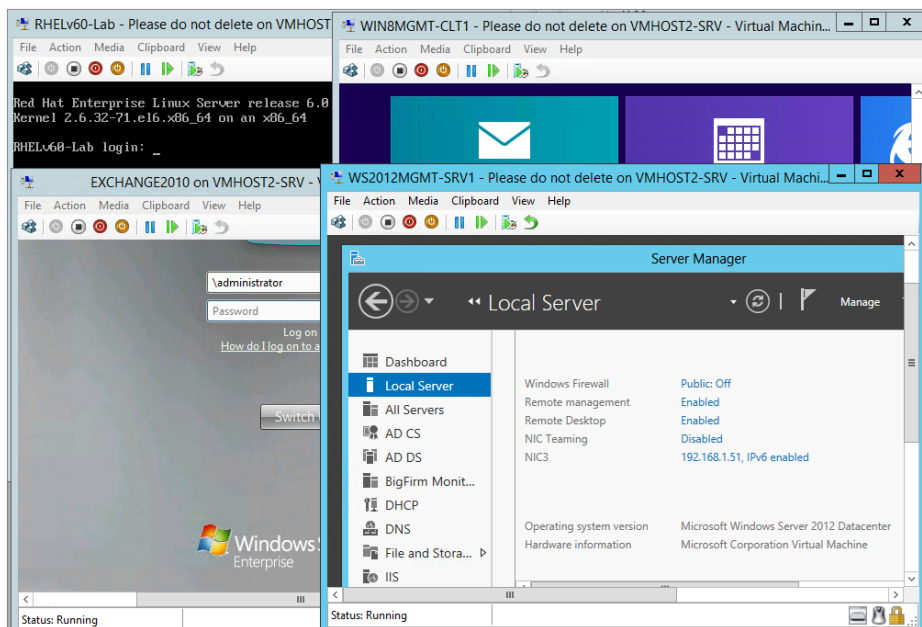 RHELv60-Lab - Please do not delete on VMHOST
File Action Media Clipboard View Help
Red Hat Enterprise Linux Server release 6.0
Kernel 2.6.32-71.el6.x86_64 on an x86_64
RHELv60-Lab login: _
WIN8MGMT-CLT1 - Please do not delete on VMHOST2-SRV - Virtual Machin...
File Action Media Clipboard View Help
EXCHANGE2010 on VMHOST2-SRV - V
File Action Media Clipboard View Help
\administrator
Password
Log on
How do I log on to a
Switch
Windows S
Enterprise
Status: Running
WS2012MGMT-SRV1 - Please do not delete on VMHOST2-SRV - Virtual Machi...
File Action Media Clipboard View Help
Server Manager
Local Server
Manage
Dashboard
Local Server
All Servers
AD CS
AD DS
BigFirm Monit...
DHCP
DNS
File and Stora...
IIS
Windows Firewall Public: Off
Remote management Enabled
Remote Desktop Enabled
NIC Teaming Disabled
NIC3 192.168.1.51, IPv6 enabled
Operating system version Microsoft Windows Server 2012 Datacenter
Hardware information Microsoft Corporation Virtual Machine
Status: Running